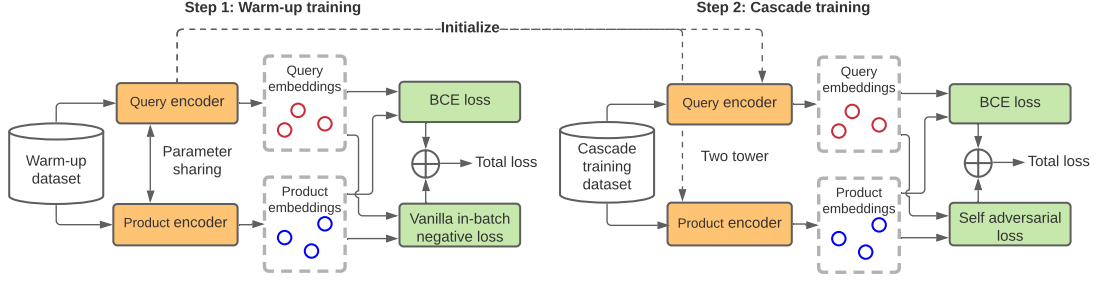 Step 1: Warm-up training
Step 2: Cascade training
Initialize
Warm-up
dataset
Query encoder
Parameter
sharing
Product encoder
Query
embeddings
Product
embeddings
BCE loss
Total loss
Vanilla in-batch
negative loss
Cascade
training
dataset
Query encoder
Two tower
Product encoder
Query
embeddings
Product
embeddings
BCE loss
Total loss
Self adversarial
loss